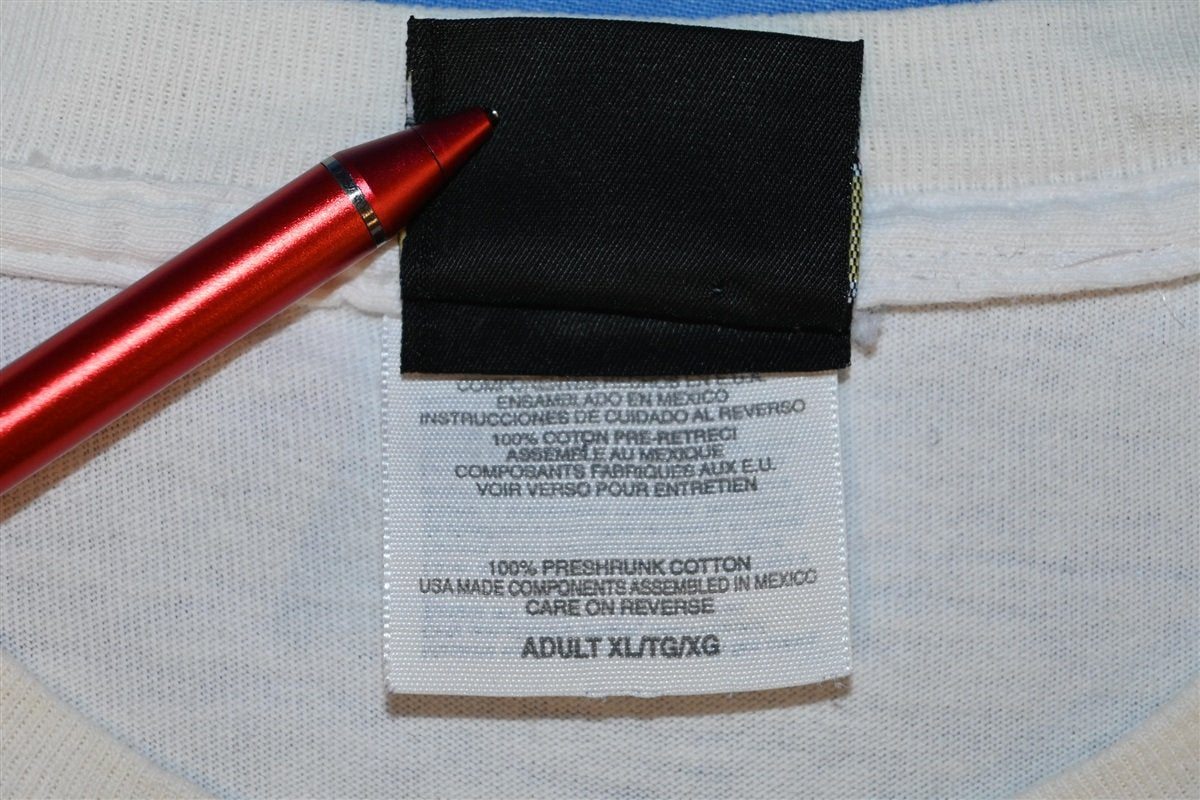 ENSAMBLADO EN MEXICO
INSTRUCCIONES DE CUIDADO AL REVERSO
100% COTON PRE-RETRECI
ASSEMBLE AU MEXIQUE
COMPOSANTS FABRIQUES AUX E.U.
VOIR VERSO POUR ENTRETIEN
100% PRESHRUNK COTTON
USA MADE COMPONENTS ASSEMBLED IN MEXICO
CARE ON REVERSE
ADULT XL/TG/XG